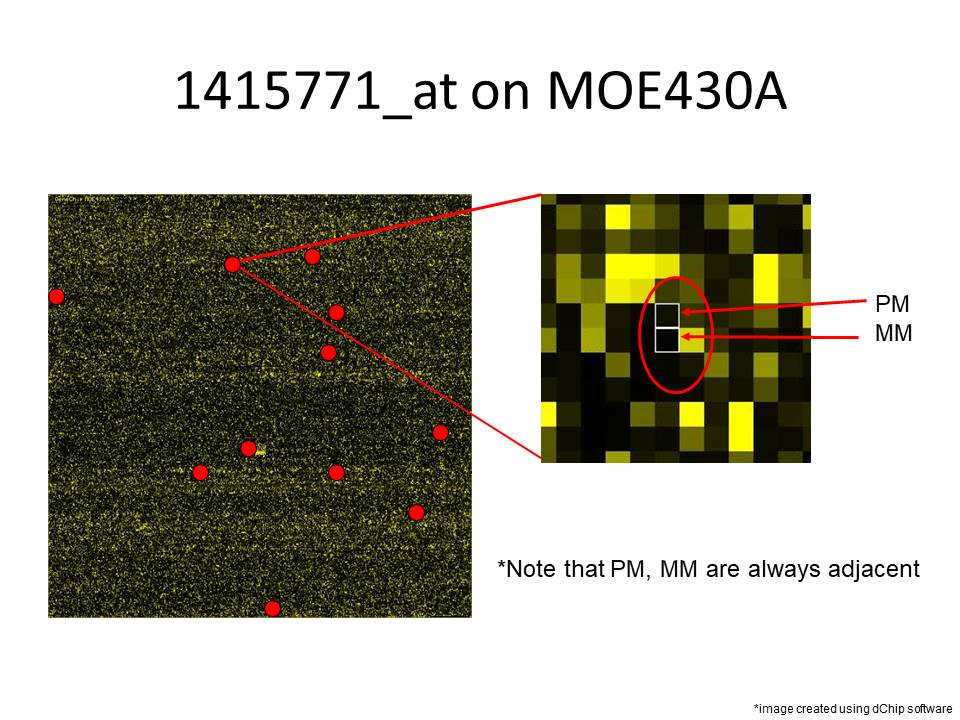 1415771_at on MOE430A
PM
MM
*Note that PM, MM are always adjacent
*image created using dChip software